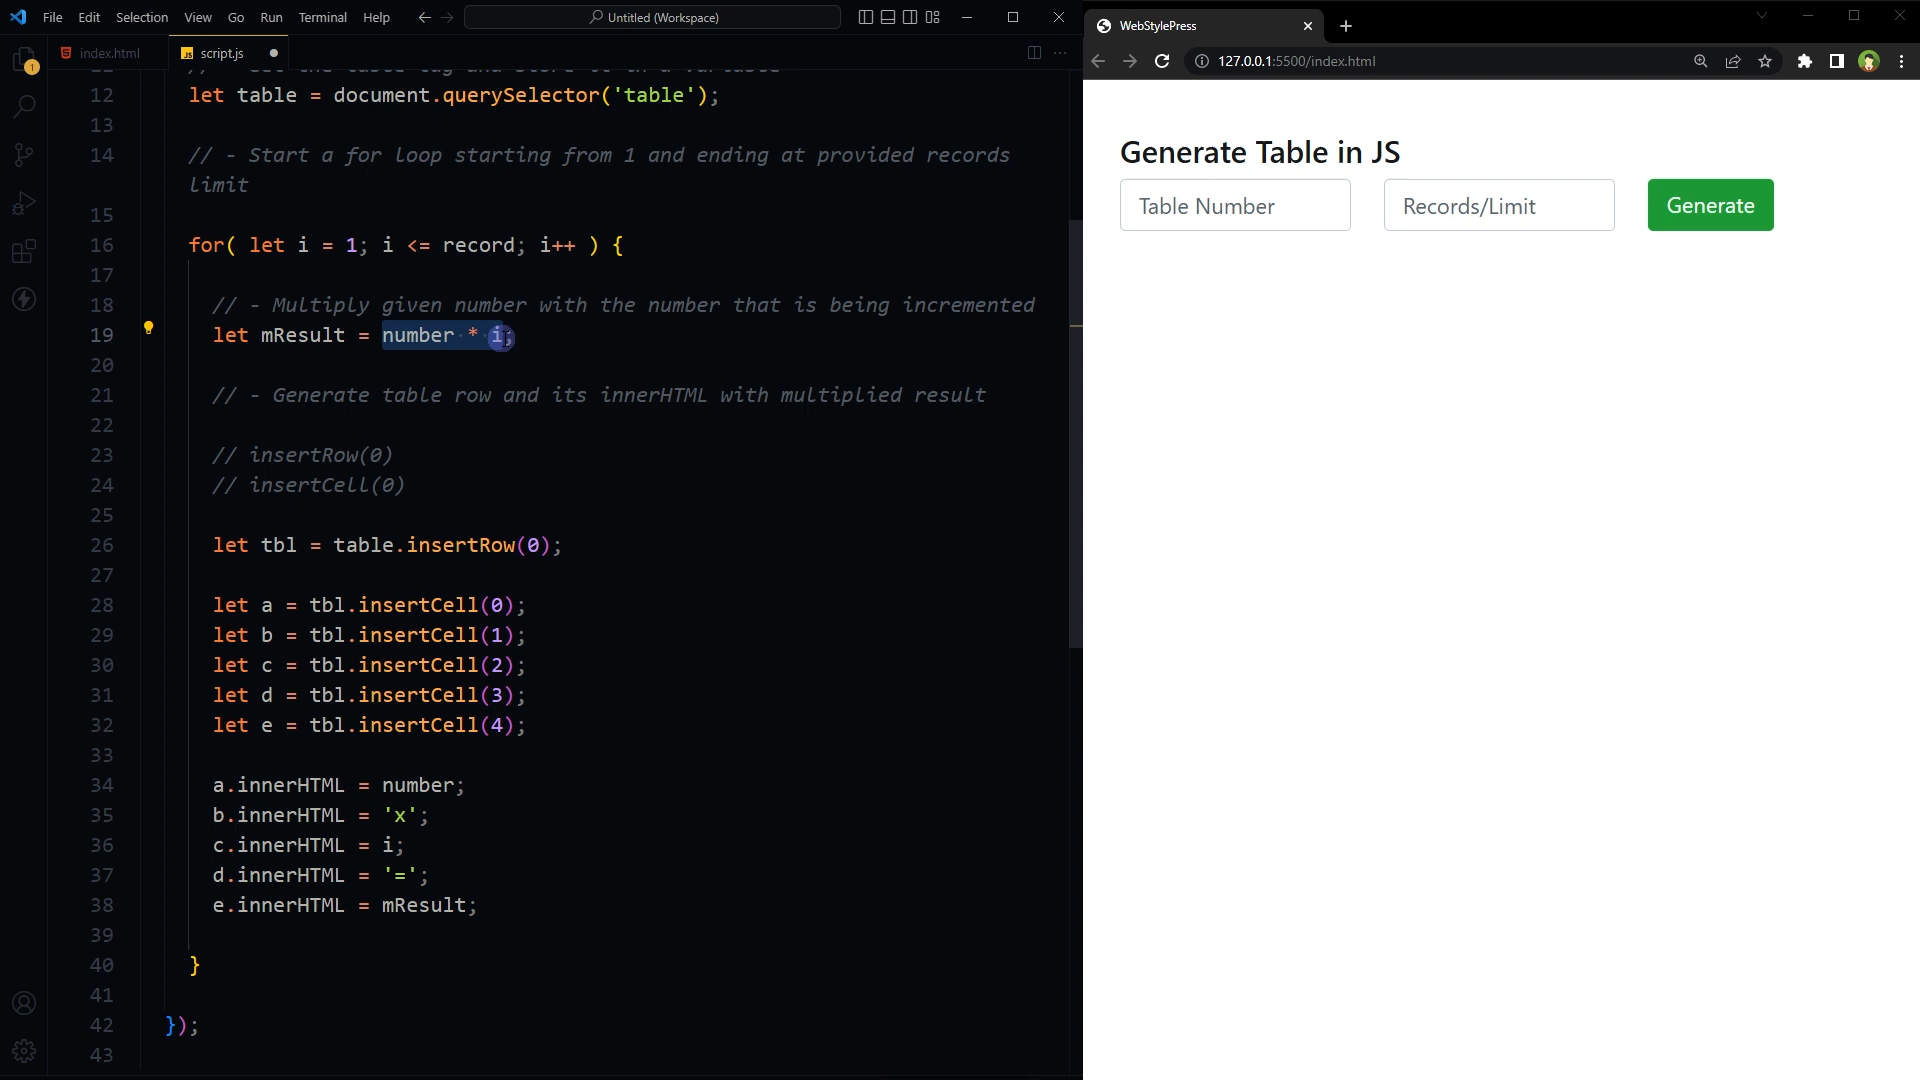 File Edit Selection View Go Run Terminal Help Untitled (Workspace)
index.html script.js
1
12 let table = document.querySelector('table');
13
14 // - Start a for loop starting from 1 and ending at provided records
limit
15
16 for( let i = 1; i <= record; i++ ) {
17
18 // - Multiply given number with the number that is being incremented
19 let mResult = number * i;
20
21 // - Generate table row and its innerHTML with multiplied result
22
23 // insertRow(0)
24 // insertCell(0)
25
26 let tbl = table.insertRow(0);
27
28 let a = tbl.insertCell(0);
29 let b = tbl.insertCell(1);
30 let c = tbl.insertCell(2);
31 let d = tbl.insertCell(3);
32 let e = tbl.insertCell(4);
33
34 a.innerHTML = number;
35 b.innerHTML = 'x';
36 c.innerHTML = i;
37 d.innerHTML = '=';
38 e.innerHTML = mResult;
39
40 }
41
42 });
43
WebStylePress
127.0.0.1:5500/index.html
Generate Table in JS
Table Number Records/Limit Generate